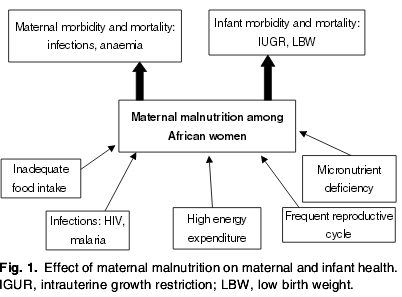 Maternal morbidity and mortality:
infections, anaemia
Infant morbidity and mortality:
IUGR, LBW
Maternal malnutrition among
African women
Inadequate
food intake
Infections: HIV,
malaria
High energy
expenditure
Frequent reproductive
cycle
Micronutrient
deficiency
Fig. 1. Effect of maternal malnutrition on maternal and infant health.
IGUR, intrauterine growth restriction; LBW, low birth weight.